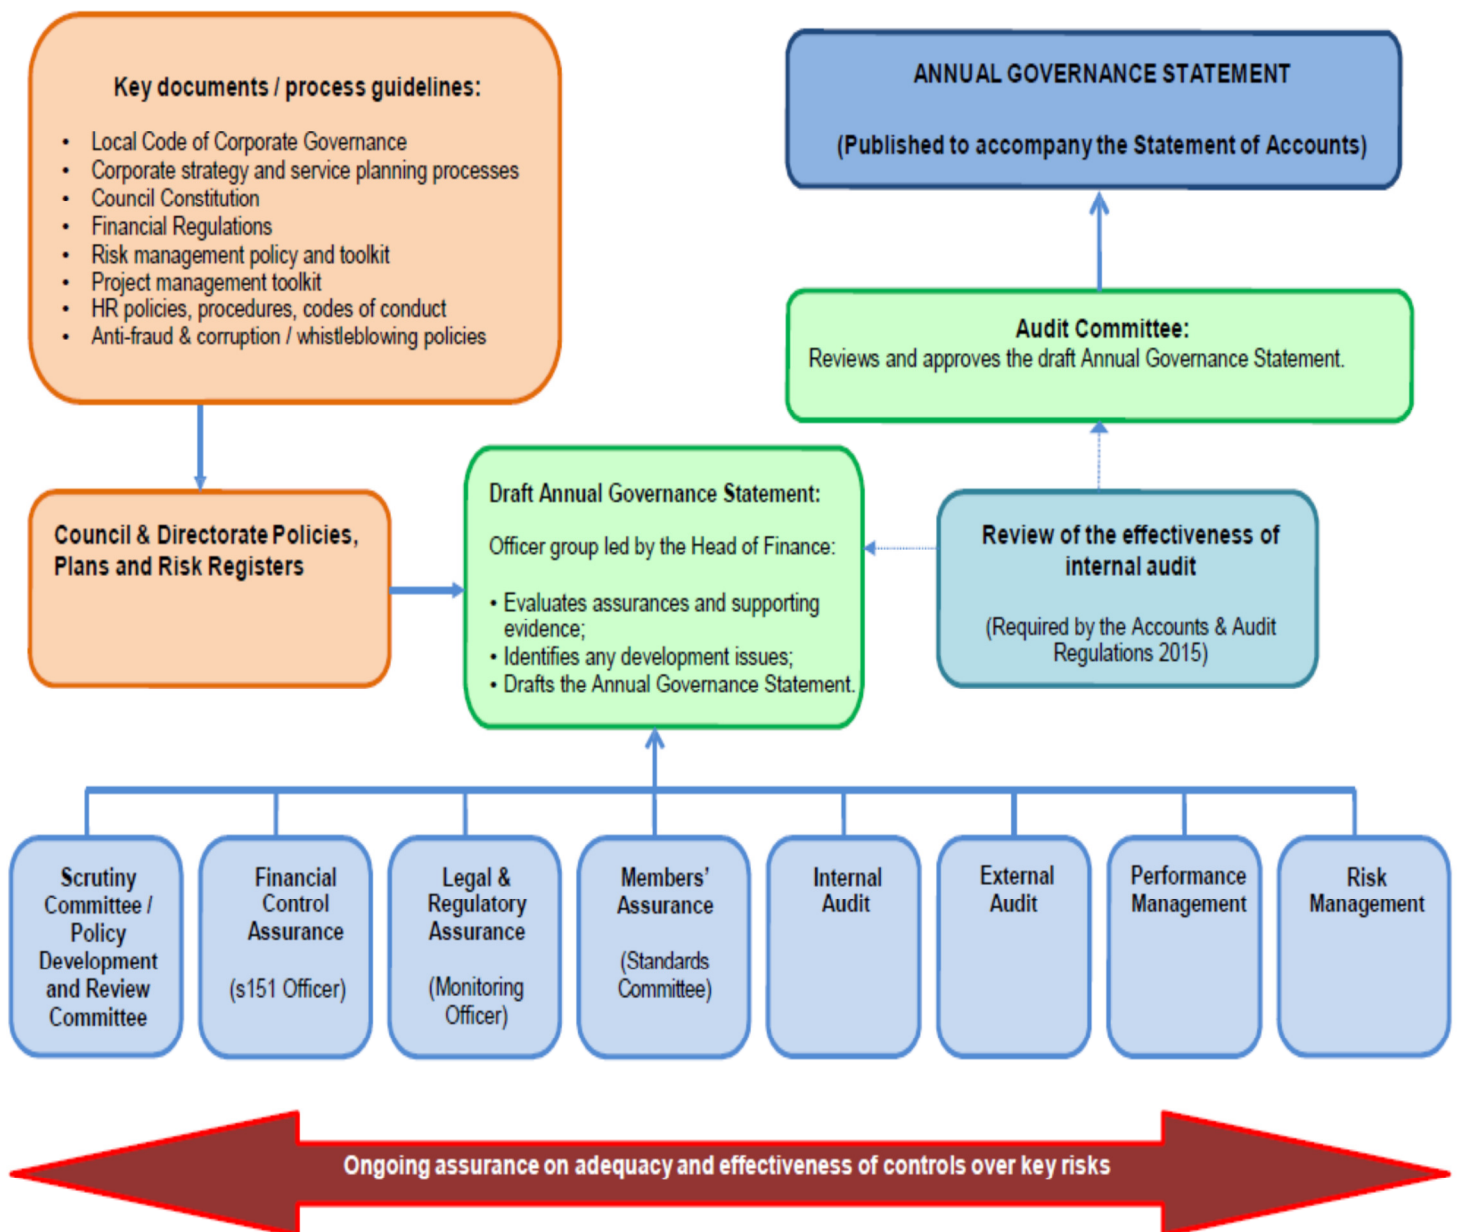 Key documents / process guidelines:
• Local Code of Corporate Governance
• Corporate strategy and service planning processes
• Council Constitution
• Financial Regulations
• Risk management policy and toolkit
• Project management toolkit
• HR policies, procedures, codes of conduct
• Anti-fraud & corruption / whistleblowing policies
ANNUAL GOVERNANCE STATEMENT
(Published to accompany the Statement of Accounts)
Audit Committee:
Reviews and approves the draft Annual Governance Statement.
Council & Directorate Policies,
Plans and Risk Registers
Draft Annual Governance Statement:
Officer group led by the Head of Finance:
• Evaluates assurances and supporting
evidence;
• Identifies any development issues;
• Drafts the Annual Governance Statement.
Review of the effectiveness of
internal audit
(Required by the Accounts & Audit
Regulations 2015)
Scrutiny
Committee /
Policy
Development
and Review
Committee
Financial
Control
Assurance
(s151 Officer)
Legal &
Regulatory
Assurance
(Monitoring
Officer)
Members’
Assurance
(Standards
Committee)
Internal
Audit
External
Audit
Performance
Management
Risk
Management
Ongoing assurance on adequacy and effectiveness of controls over key risks